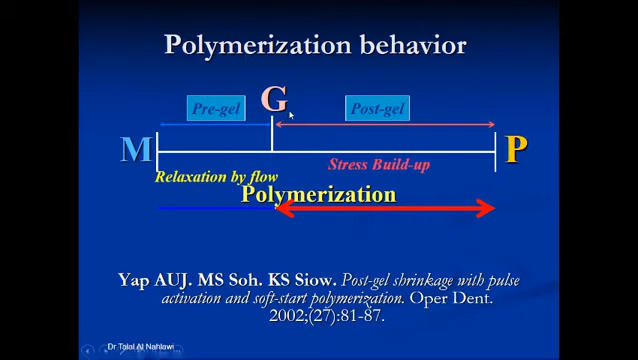 Polymerization behavior
G
Pre-gel
Post-gel
M
P
Stress Build-up
Relaxation by flow
Polymerization
Yap AUJ. MS Soh. KS Siow. Post-gel shrinkage with pulse
activation and soft-start polymerization. Oper Dent.
2002;(27):81-87.
Dr Talal Al Nahlawi